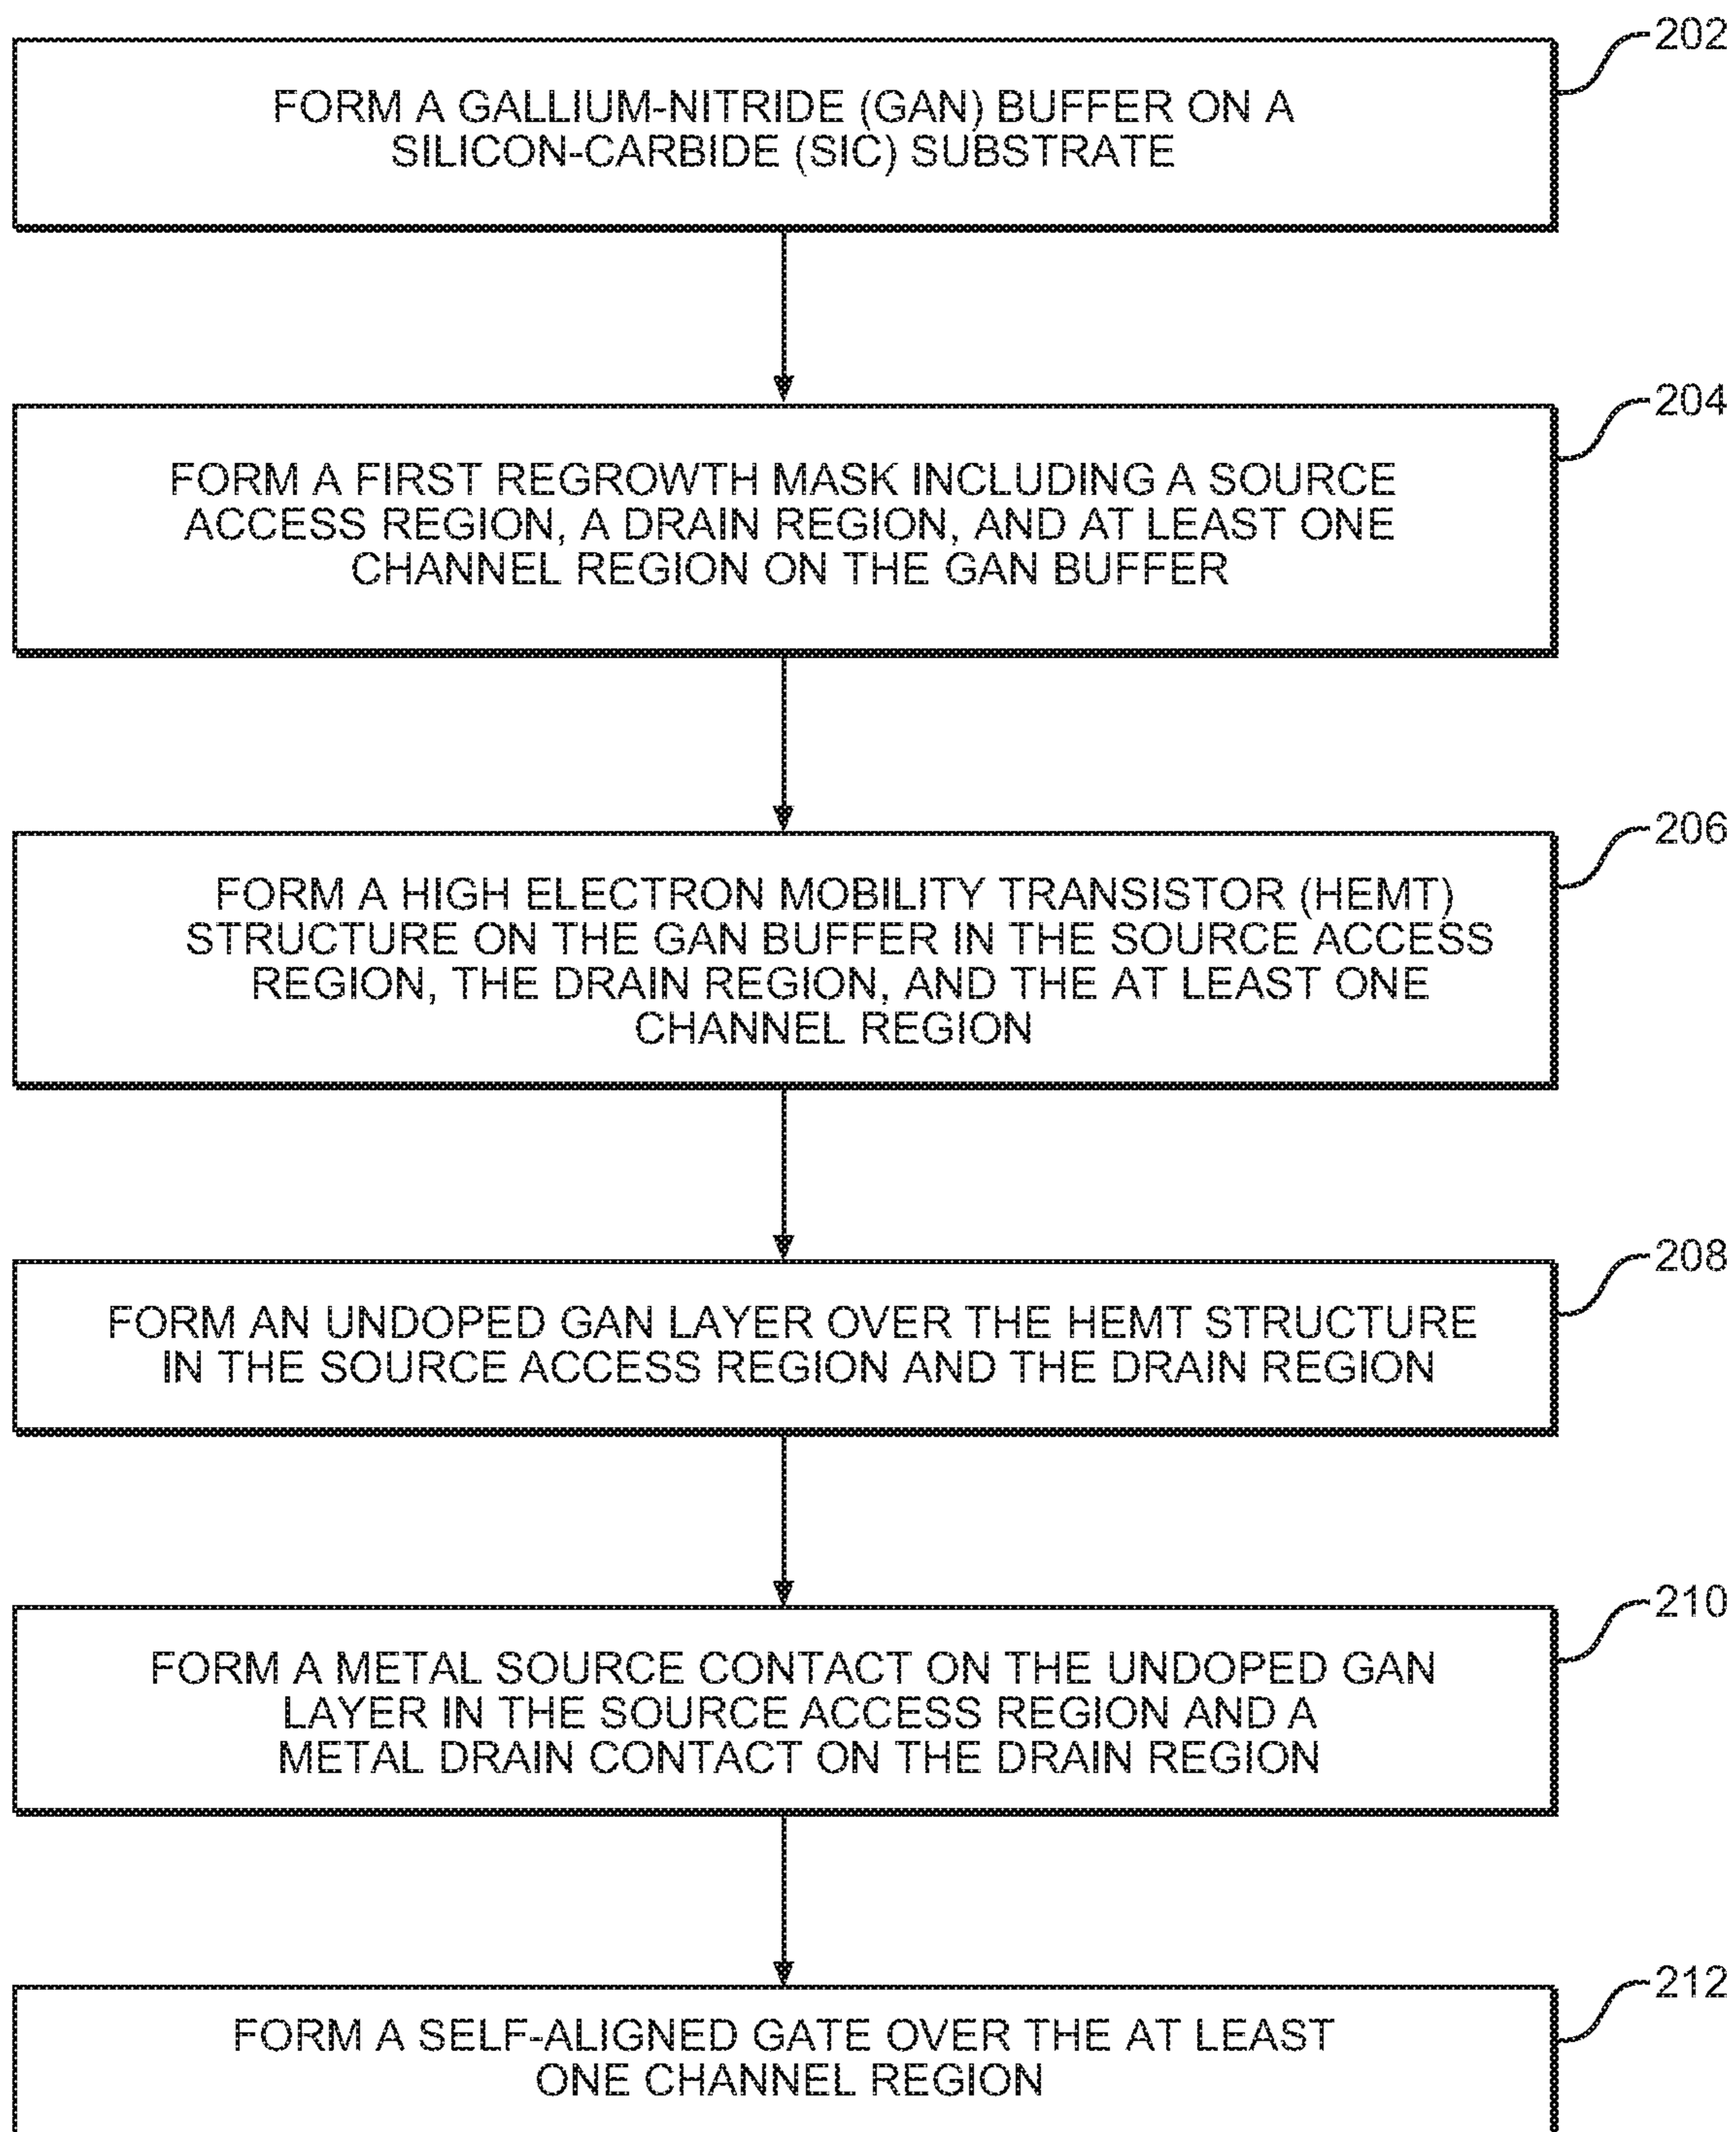 202
FORM A GALLIUM-NITRIDE (GAN) BUFFER ON A
SILICON-CARBIDE (SIC) SUBSTRATE
204
FORM A FIRST REGROWTH MASK INCLUDING A SOURCE
ACCESS REGION, A DRAIN REGION, AND AT LEAST ONE
CHANNEL REGION ON THE GAN BUFFER
206
FORM A HIGH ELECTRON MOBILITY TRANSISTOR (HEMT)
STRUCTURE ON THE GAN BUFFER IN THE SOURCE ACCESS
REGION, THE DRAIN REGION, AND THE AT LEAST ONE
CHANNEL REGION
208
FORM AN UNDOPED GAN LAYER OVER THE HEMT STRUCTURE
IN THE SOURCE ACCESS REGION AND THE DRAIN REGION
210
FORM A METAL SOURCE CONTACT ON THE UNDOPED GAN
LAYER IN THE SOURCE ACCESS REGION AND A
METAL DRAIN CONTACT ON THE DRAIN REGION
212
FORM A SELF-ALIGNED GATE OVER THE AT LEAST
ONE CHANNEL REGION